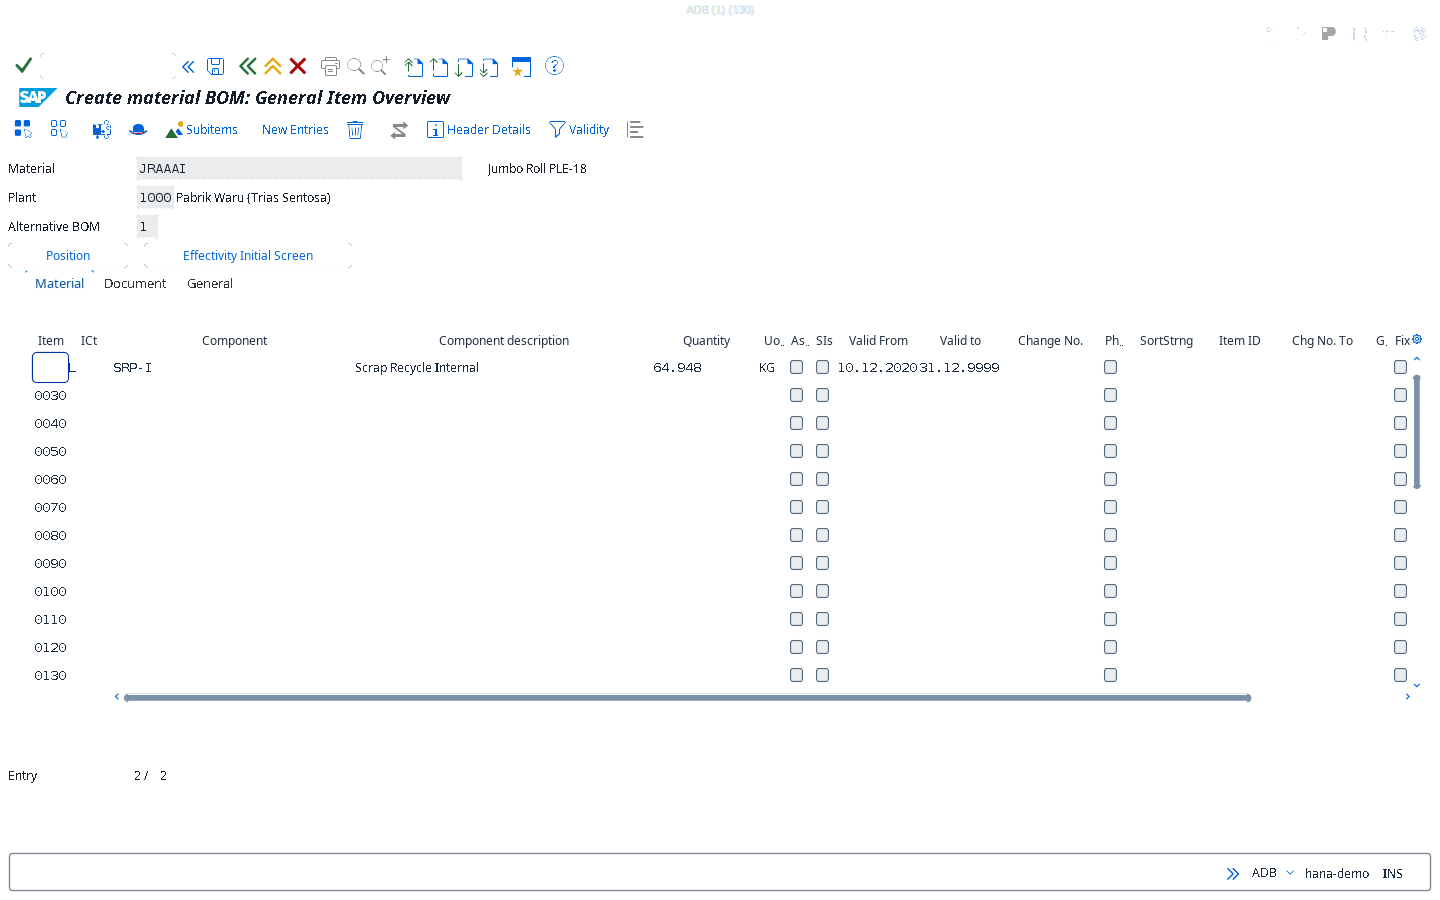 ADB (1) (130)
SAP Create material BOM: General Item Overview
Subitems New Entries Header Details Validity
Material JRAAAI Jumbo Roll PLE-18
Plant 1000 Pabrik Waru (Trias Sentosa)
Alternative BOM 1
Position Effectivity Initial Screen
Material Document General
Item ICt Component Component description Quantity Uo.. As.. SIs Valid From Valid to Change No. Ph.. SortStrng Item ID Chg No. To G. Fix
L SRP-I Scrap Recycle Internal 64.948 KG 10.12.2020 31.12.9999
0030
0040
0050
0060
0070
0080
0090
0100
0110
0120
0130
Entry 2 / 2
ADB hana-demo INS